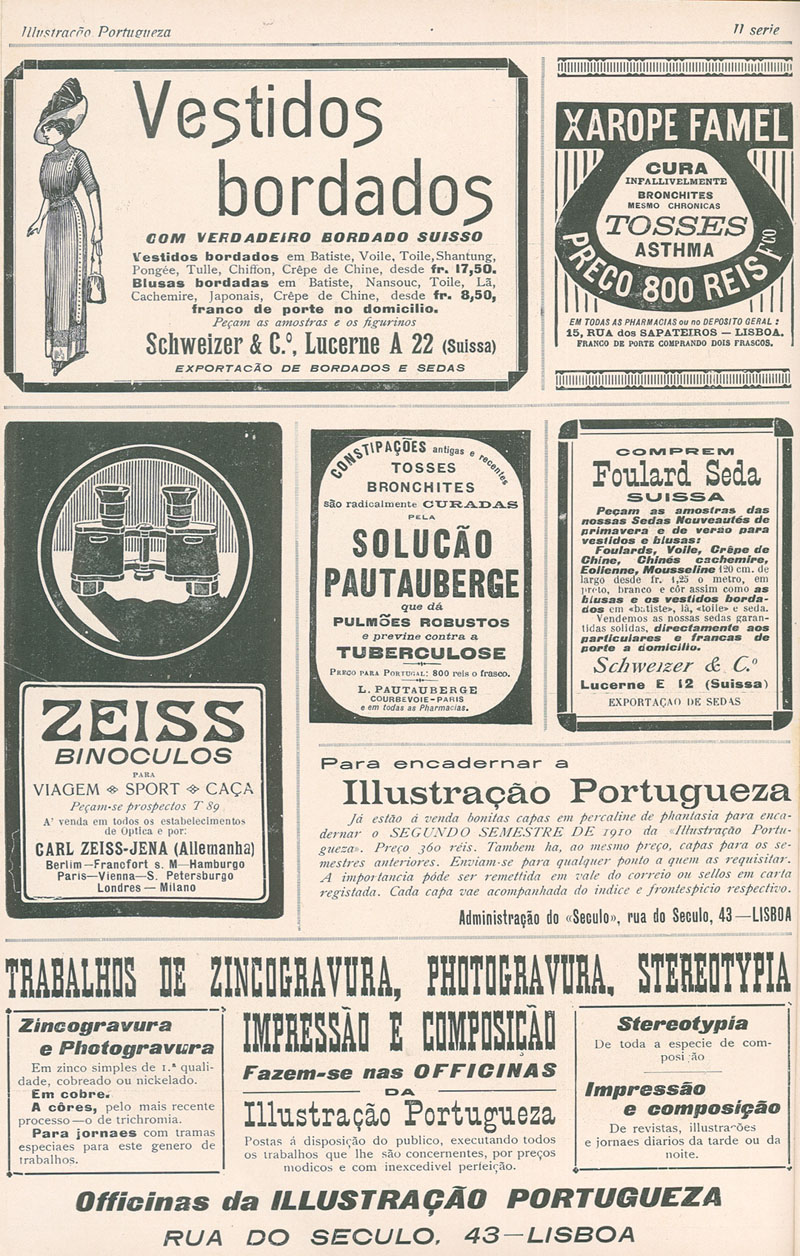 Illustração Portugueza
II serie
Vestidos
bordados
COM VERDADEIRO BORDADO SUISSO
Vestidos bordados em Batiste, Voile, Toile, Shantung,
Pongée, Tulle, Chiffon, Crêpe de Chine, desde fr. 17,50.
Blusas bordadas em Batiste, Nansouc, Toile, Lã,
Cachemire, Japonais, Crêpe de Chine, desde fr. 8,50,
franco de porte no domicilio.
Peçam as amostras e os figurinos
Schweizer & C.º, Lucerne A 22 (Suissa)
EXPORTACÃO DE BORDADOS E SEDAS
XAROPE FAMEL
CURA
INFALLIVELMENTE
BRONCHITES
MESMO CHRONICAS
TOSSES
ASTHMA
PREÇO 800 REIS FCO
EM TODAS AS PHARMACIAS ou no DEPOSITO GERAL:
15, RUA dos SAPATEIROS — LISBOA.
FRANCO DE PORTE COMPRANDO DOIS FRASCOS.
ZEISS
BINOCULOS
PARA
VIAGEM ❖ SPORT ❖ CAÇA
Peçam-se prospectos T 89
A' venda em todos os estabelecimentos
de Optica e por:
CARL ZEISS-JENA (Allemanha)
Berlim—Francfort s. M—Hamburgo
Paris—Vienna—S. Petersburgo
Londres — Milano
CONSTIPAÇÕES antigas e recentes
TOSSES
BRONCHITES
são radicalmente CURADAS
PELA
SOLUCÃO
PAUTAUBERGE
que dá
PULMÕES ROBUSTOS
e previne contra a
TUBERCULOSE
PREÇO PARA PORTUGAL: 800 reis o frasco.
L. PAUTAUBERGE
COURBEVOIE-PARIS
e em todas as Pharmacias.
COMPREM
Foulard Seda
SUISSA
Peçam as amostras das
nossas Sedas Nouveautés de
primavera e de verão para
vestidos e blusas:
Foulards, Voile, Crêpe de
Chine, Chinés cachemire,
Eolienne, Mousseline 120 cm. de
largo desde fr. 1,25 o metro, em
preto, branco e côr assim como as
blusas e os vestidos borda-
dos em «batiste», lã, «toile» e seda.
Vendemos as nossas sedas garan-
tidas solidas, directamente aos
particulares e francas de
porte a domicilio.
Schweizer & C.º
Lucerne E 12 (Suissa)
EXPORTAÇAO DE SEDAS
Para encadernar a
Illustração Portugueza
Já estão á venda bonitas capas em percaline de phantasia para enca-
dernar o SEGUNDO SEMESTRE DE 1910 da «Illustração Portu-
gueza». Preço 360 réis. Tambem ha, ao mesmo preço, capas para os se-
mestres anteriores. Enviam-se para qualquer ponto a quem as requisitar.
A importancia póde ser remettida em vale do correio ou sellos em carta
registada. Cada capa vae acompanhada do indice e frontespicio respectivo.
Administração do «Seculo», rua do Seculo, 43—LISBOA
TRABALHOS DE ZINCOGRAVURA, PHOTOGRAVURA, STEREOTYPIA
IMPRESSÃO E COMPOSIÇÃO
Zincogravura
e Photogravura
Em zinco simples de 1.ª quali-
dade, cobreado ou nickelado.
Em cobre.
A côres, pelo mais recente
processo—o de trichromia.
Para jornaes com tramas
especiaes para este genero de
trabalhos.
Fazem-se nas OFFICINAS
DA
Illustração Portugueza
Postas á disposição do publico, executando todos
os trabalhos que lhe são concernentes, por preços
modicos e com inexcedivel perfeição.
Stereotypia
De toda a especie de com-
posição
Impressão
e composição
De revistas, illustrações
e jornaes diarios da tarde ou da
noite.
Officinas da ILLUSTRAÇÃO PORTUGUEZA
RUA DO SECULO, 43—LISBOA